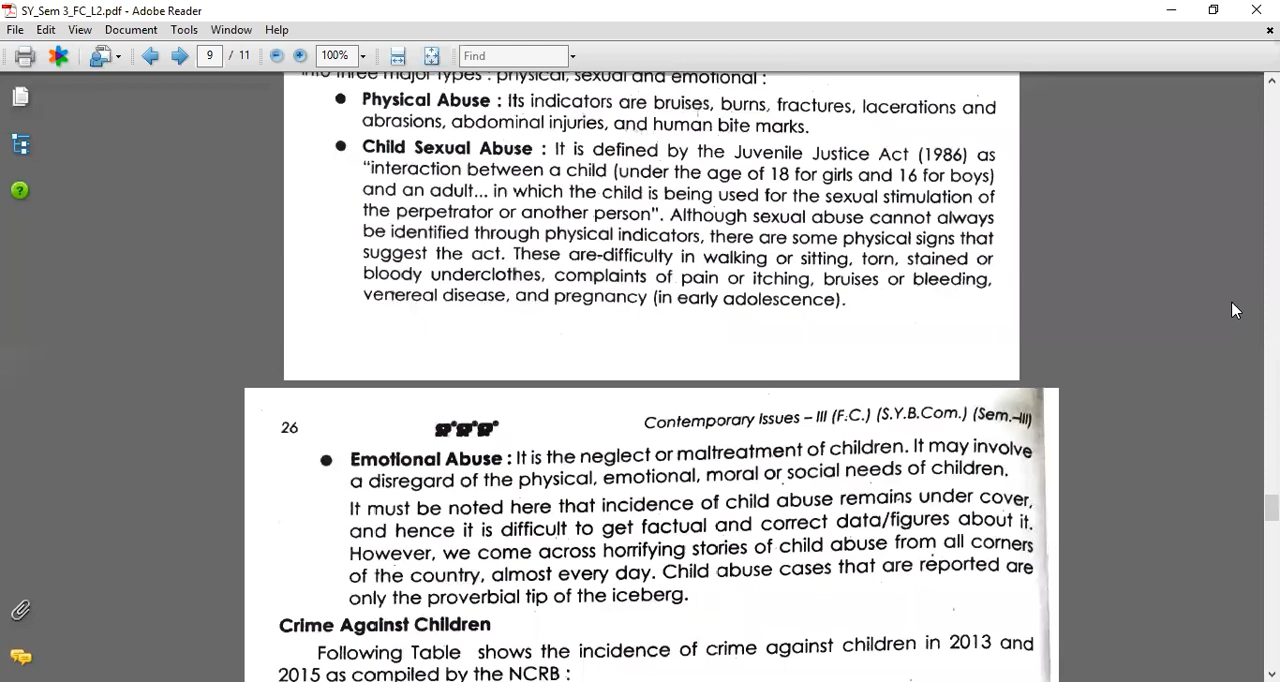 SY_Sem 3_FC_L2.pdf - Adobe Reader
File Edit View Document Tools Window Help
9 / 11 100% Find
into three major types : physical, sexual and emotional :
● Physical Abuse : Its indicators are bruises, burns, fractures, lacerations and
abrasions, abdominal injuries, and human bite marks.
● Child Sexual Abuse : It is defined by the Juvenile Justice Act (1986) as
"interaction between a child (under the age of 18 for girls and 16 for boys)
and an adult... in which the child is being used for the sexual stimulation of
the perpetrator or another person". Although sexual abuse cannot always
be identified through physical indicators, there are some physical signs that
suggest the act. These are-difficulty in walking or sitting, torn, stained or
bloody underclothes, complaints of pain or itching, bruises or bleeding,
venereal disease, and pregnancy (in early adolescence).
26 Contemporary Issues – III (F.C.) (S.Y.B.Com.) (Sem.-III)
● Emotional Abuse : It is the neglect or maltreatment of children. It may involve
a disregard of the physical, emotional, moral or social needs of children.
It must be noted here that incidence of child abuse remains under cover,
and hence it is difficult to get factual and correct data/figures about it.
However, we come across horrifying stories of child abuse from all corners
of the country, almost every day. Child abuse cases that are reported are
only the proverbial tip of the iceberg.
Crime Against Children
Following Table shows the incidence of crime against children in 2013 and
2015 as compiled by the NCRB :